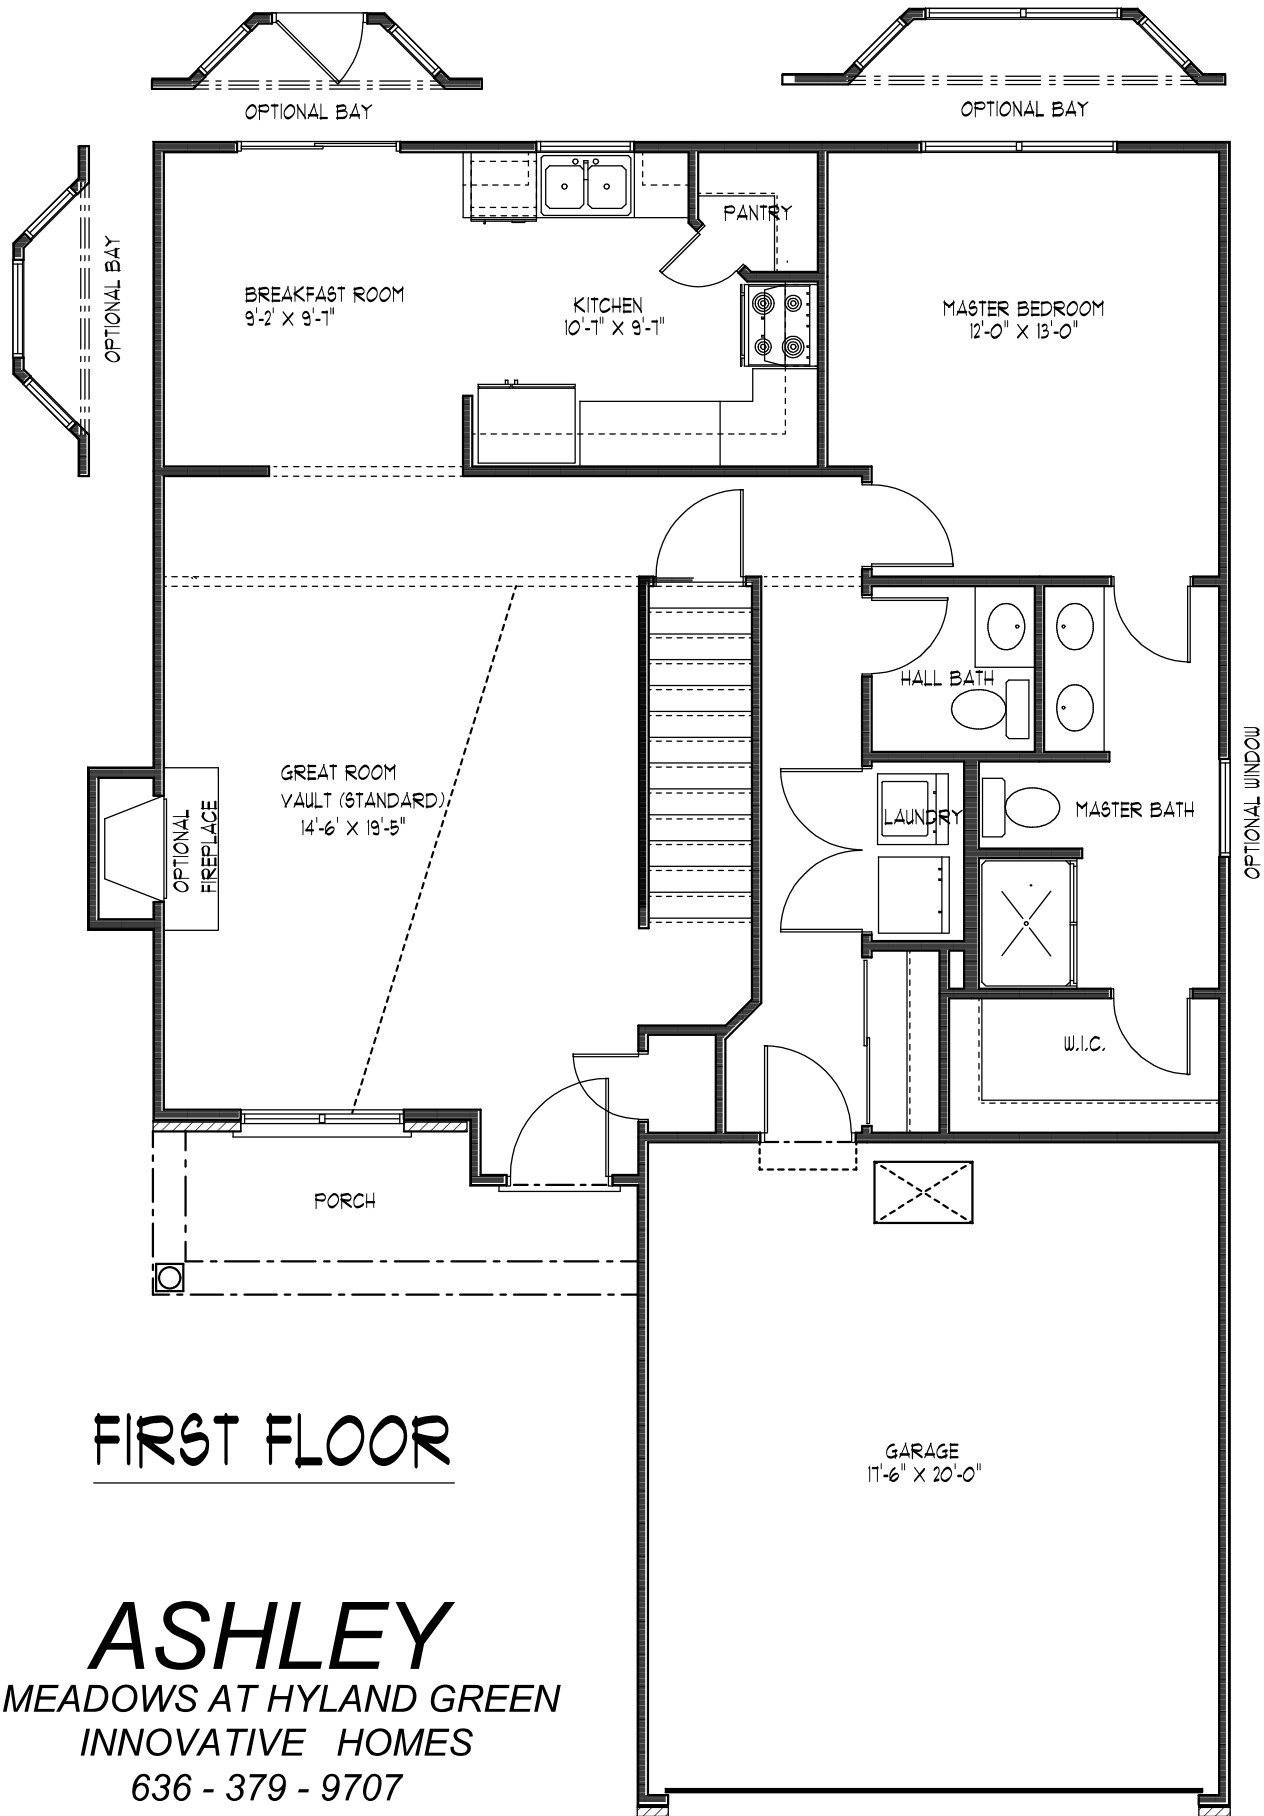 OPTIONAL BAY
OPTIONAL BAY
OPTIONAL BAY
PANTRY
BREAKFAST ROOM
9'-2' X 9'-7"
KITCHEN
10'-7" X 9'-7"
MASTER BEDROOM
12'-0" X 13'-0"
HALL BATH
GREAT ROOM
VAULT (STANDARD)
14'-6' X 19'-5"
OPTIONAL
FIREPLACE
LAUNDRY
MASTER BATH
OPTIONAL WINDOW
W.I.C.
PORCH
FIRST FLOOR
GARAGE
17'-6" X 20'-0"
ASHLEY
MEADOWS AT HYLAND GREEN
INNOVATIVE HOMES
636 - 379 - 9707